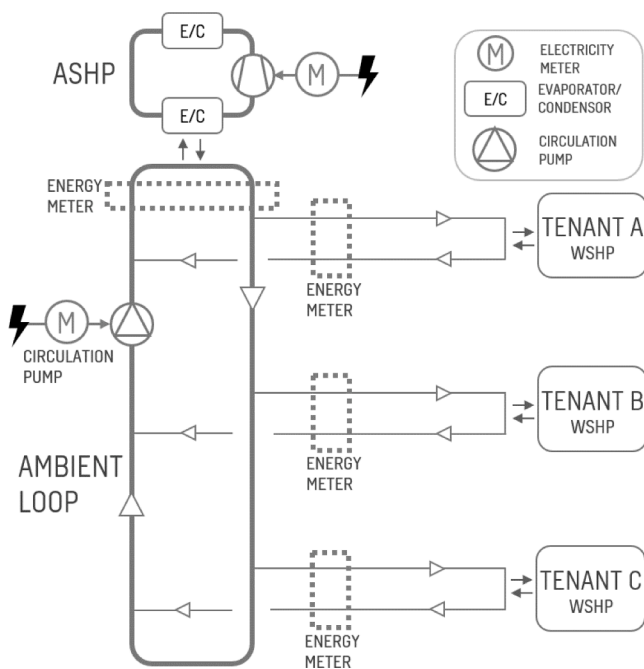 E/C
ASHP
M
E/C
M
ELECTRICITY
METER
E/C
EVAPORATOR/
CONDENSOR
CIRCULATION
PUMP
ENERGY
METER
TENANT A
WSHP
ENERGY
METER
M
CIRCULATION
PUMP
TENANT B
WSHP
ENERGY
METER
AMBIENT
LOOP
TENANT C
WSHP
ENERGY
METER